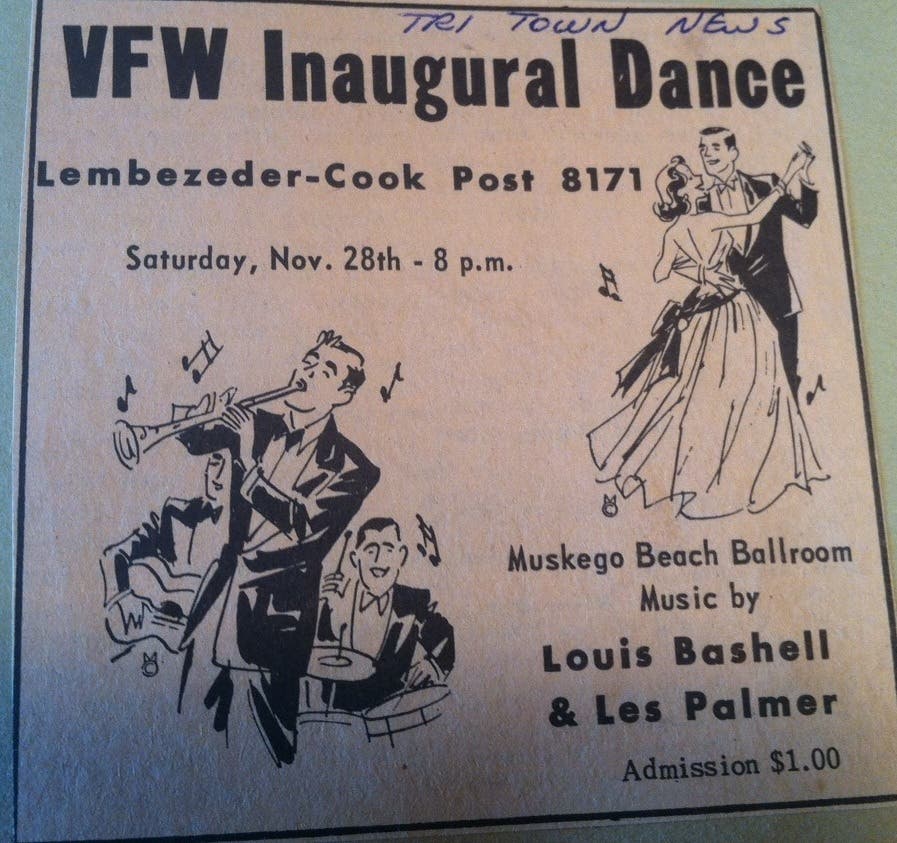 TRI TOWN NEWS
VFW Inaugural Dance
Lembezeder-Cook Post 8171
Saturday, Nov. 28th - 8 p.m.
Muskego Beach Ballroom
Music by
Louis Bashell
& Les Palmer
Admission $1.00